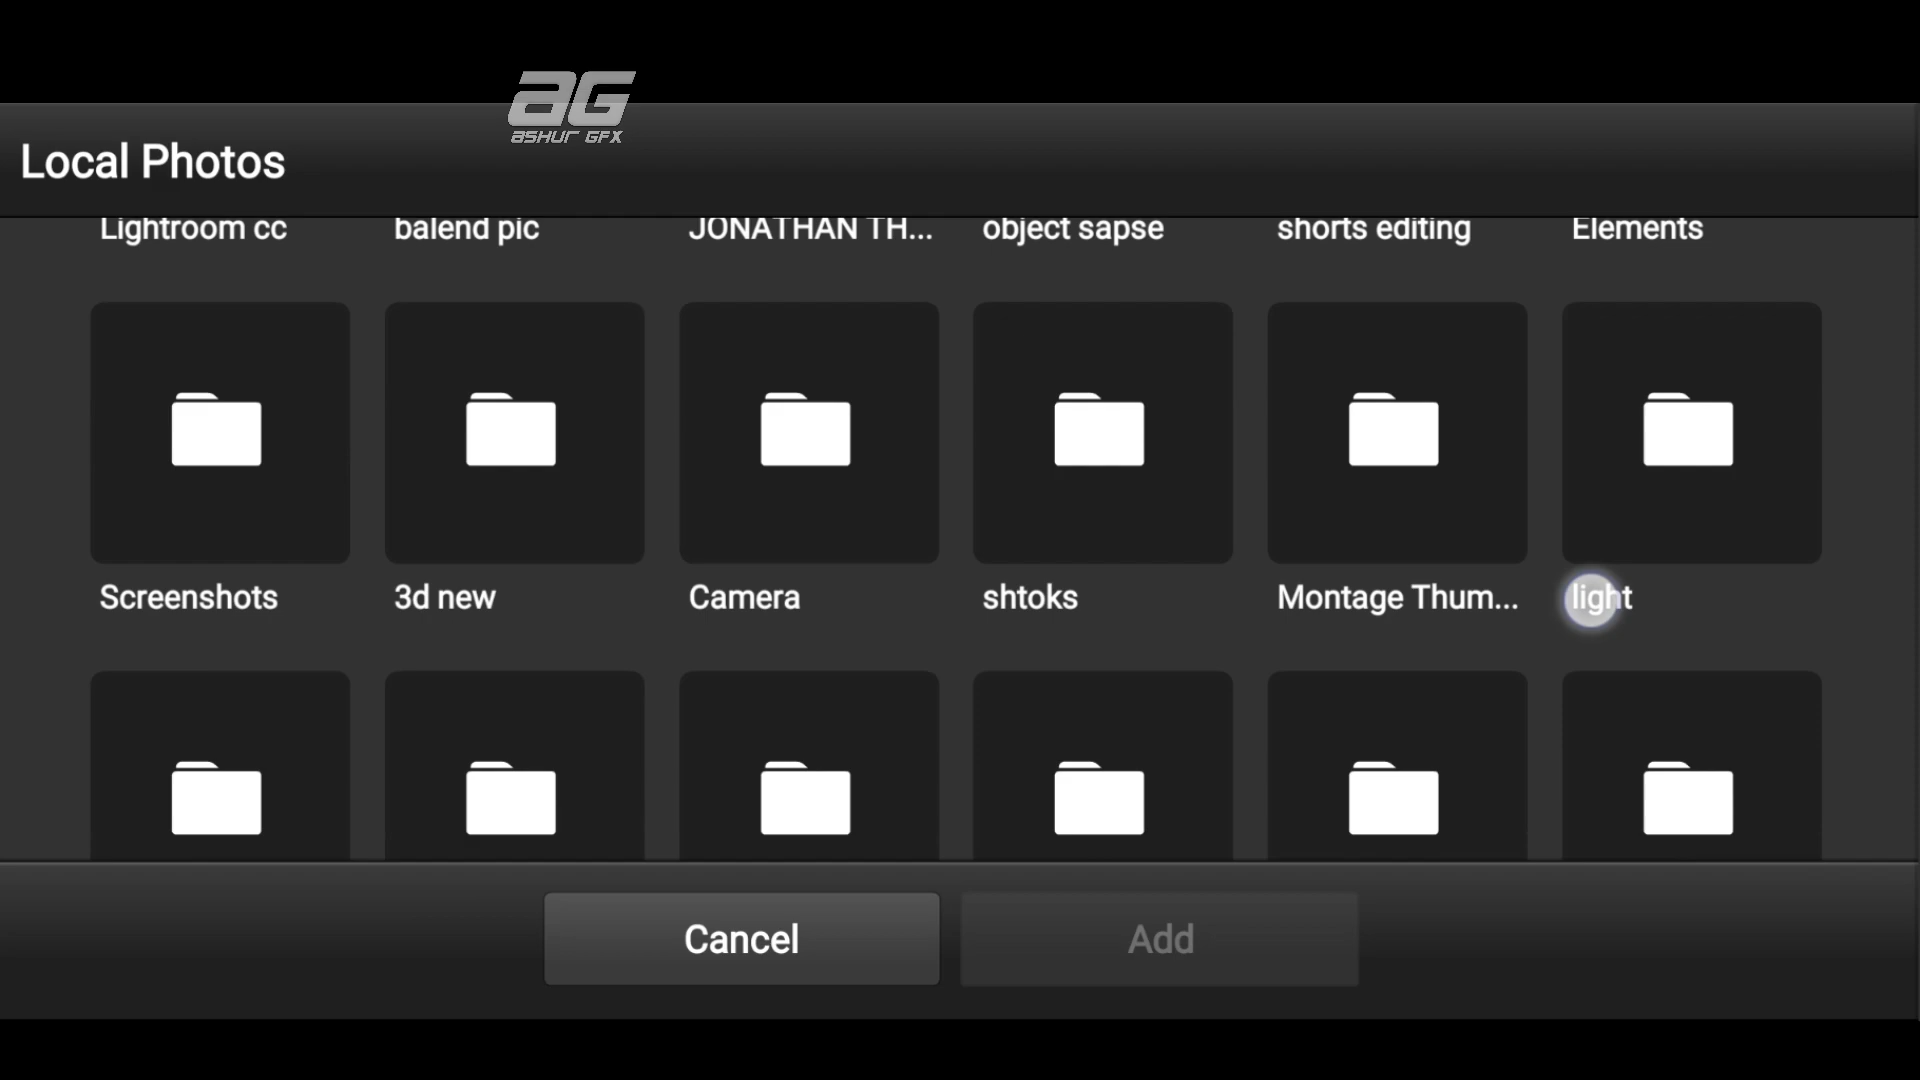 AG
ASHUR GFX
Local Photos
Lightroom cc
balend pic
JONATHAN TH...
object sapse
shorts editing
Elements
Screenshots
3d new
Camera
shtoks
Montage Thum...
light
Cancel
Add